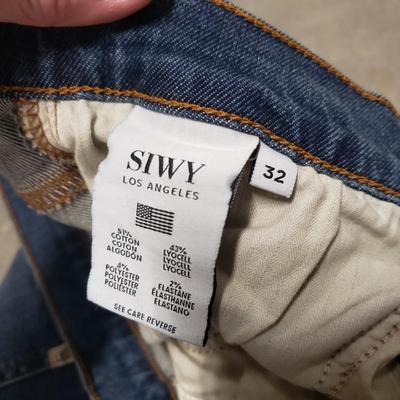 SIWY
LOS ANGELES
32
51%
COTTON
COTON
ALGODÓN
43%
LYOCELL
LYOCELL
LYOCELL
4%
POLYESTER
POLYESTER
POLIÉSTER
2%
ELASTANE
ELASTHANNE
ELASTANO
SEE CARE REVERSE